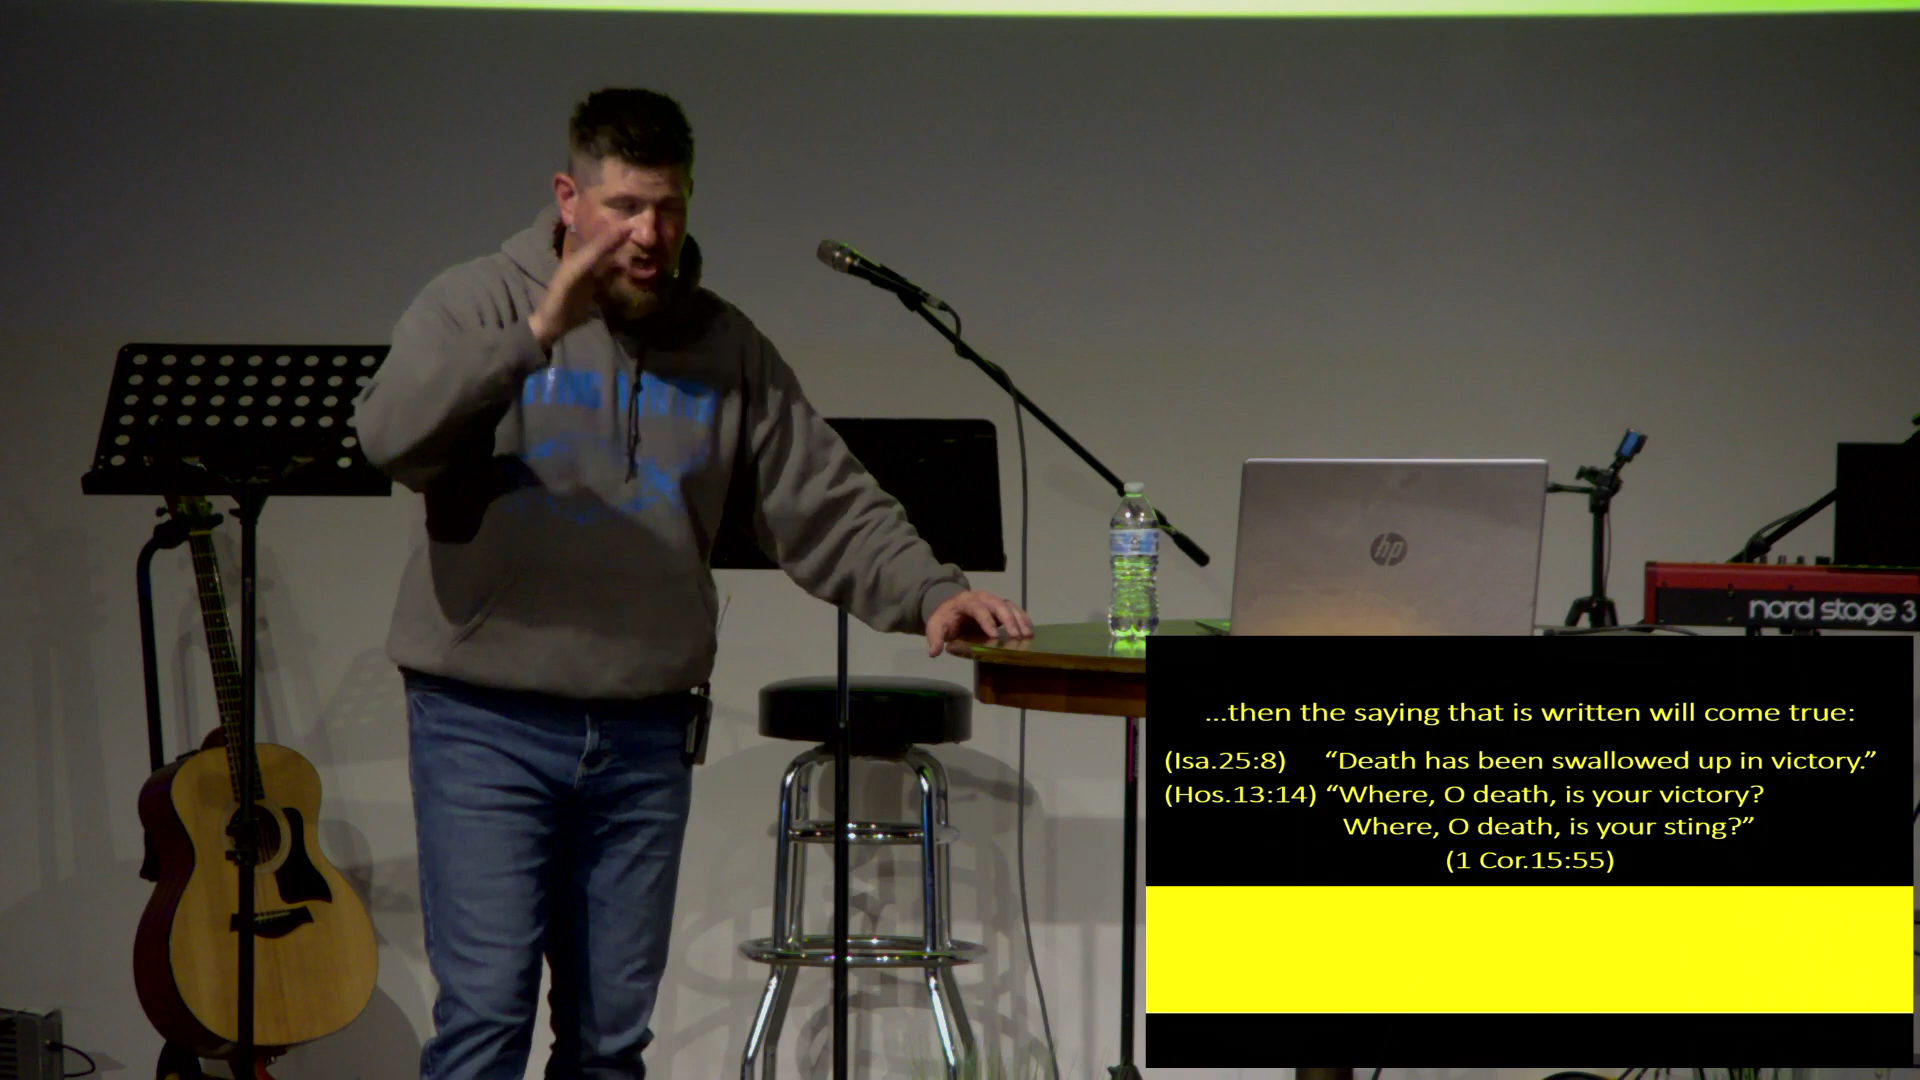 hp
nord stage 3
...then the saying that is written will come true:
(Isa.25:8) “Death has been swallowed up in victory.”
(Hos.13:14) “Where, O death, is your victory?
Where, O death, is your sting?”
(1 Cor.15:55)